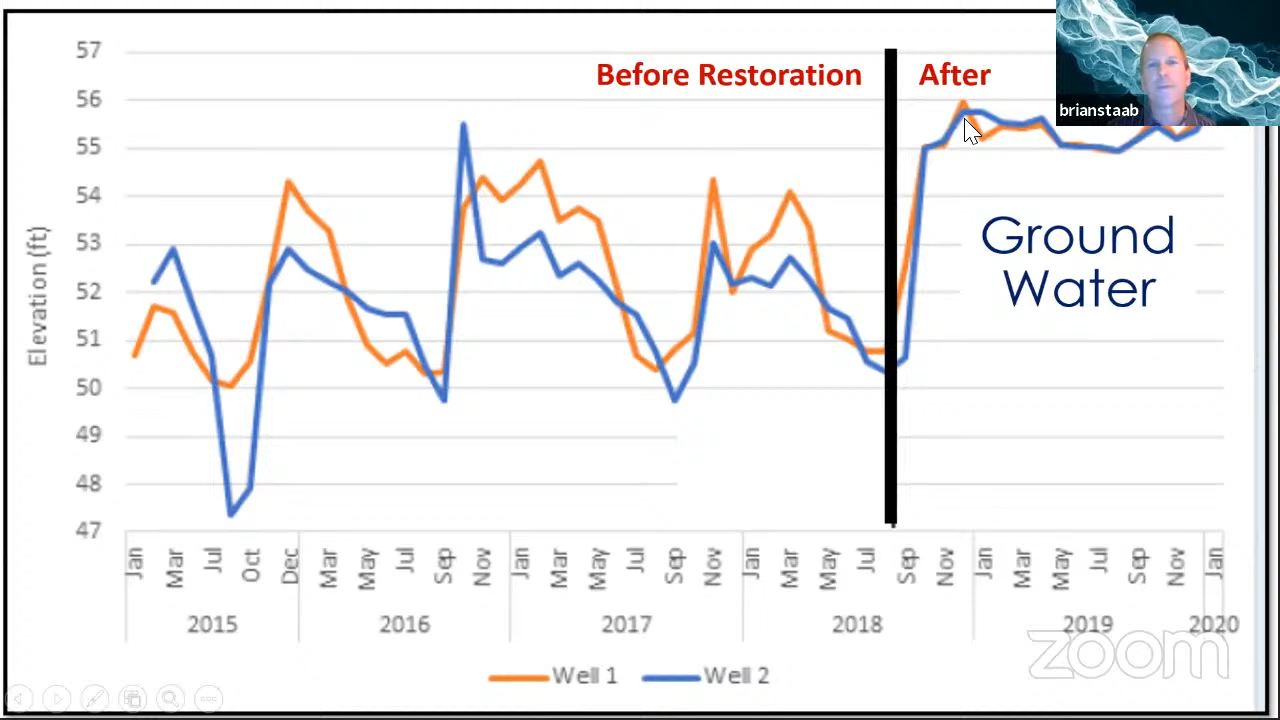 Before Restoration
After
brianstaab
57
56
55
54
53
52
51
50
49
48
47
Elevation (ft)
Ground
Water
Jan Mar Jul Oct Dec Mar May Jul Sep Nov Jan Mar May Jul Sep Nov Jan Mar May Jul Sep Nov Jan Mar May Jul Sep Nov Jan
2015 2016 2017 2018 2019 2020
zoom
Well 1 Well 2